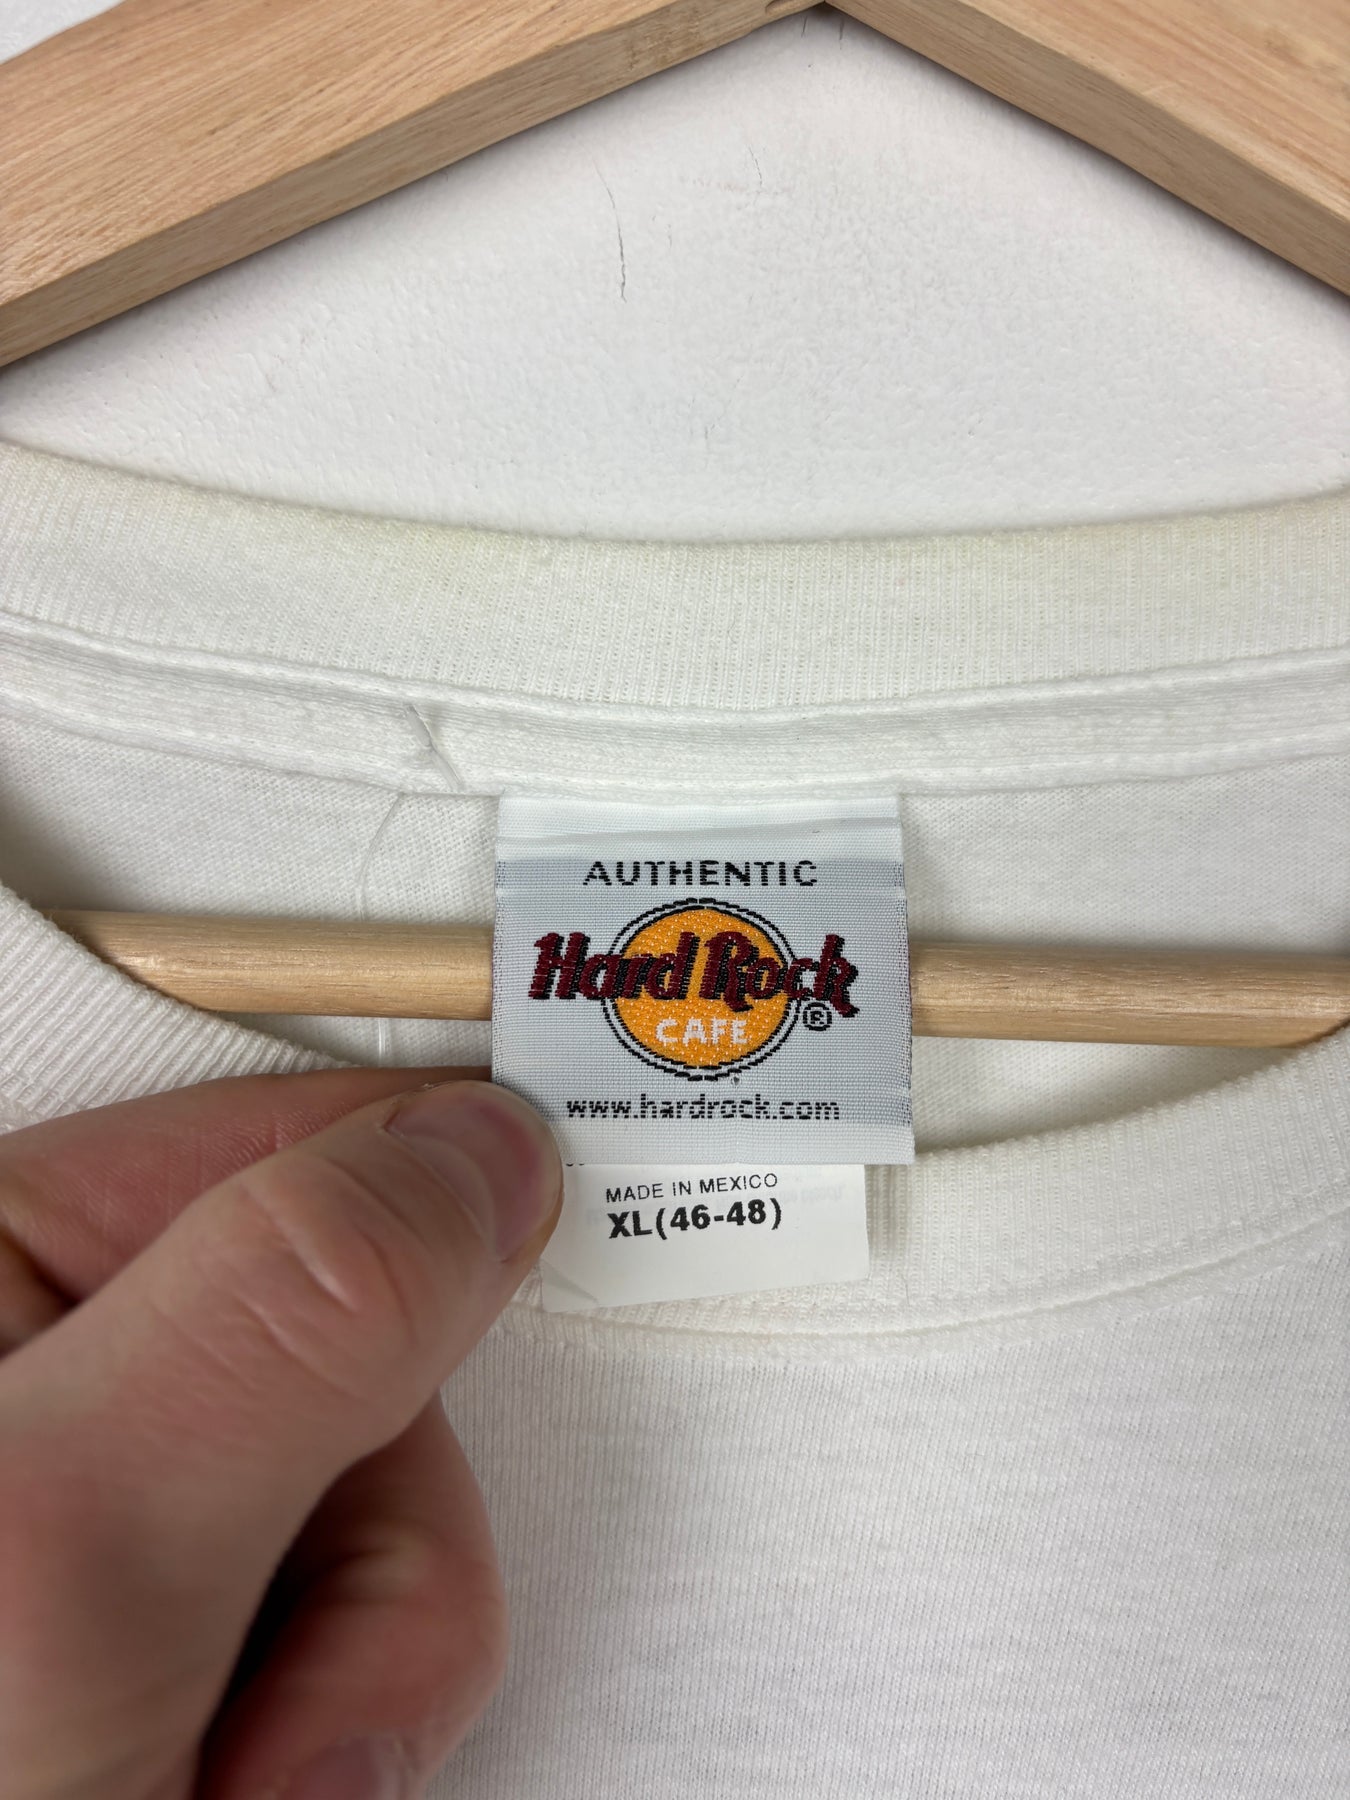 AUTHENTIC
Hard Rock
CAFE ®
www.hardrock.com
MADE IN MEXICO
XL(46-48)